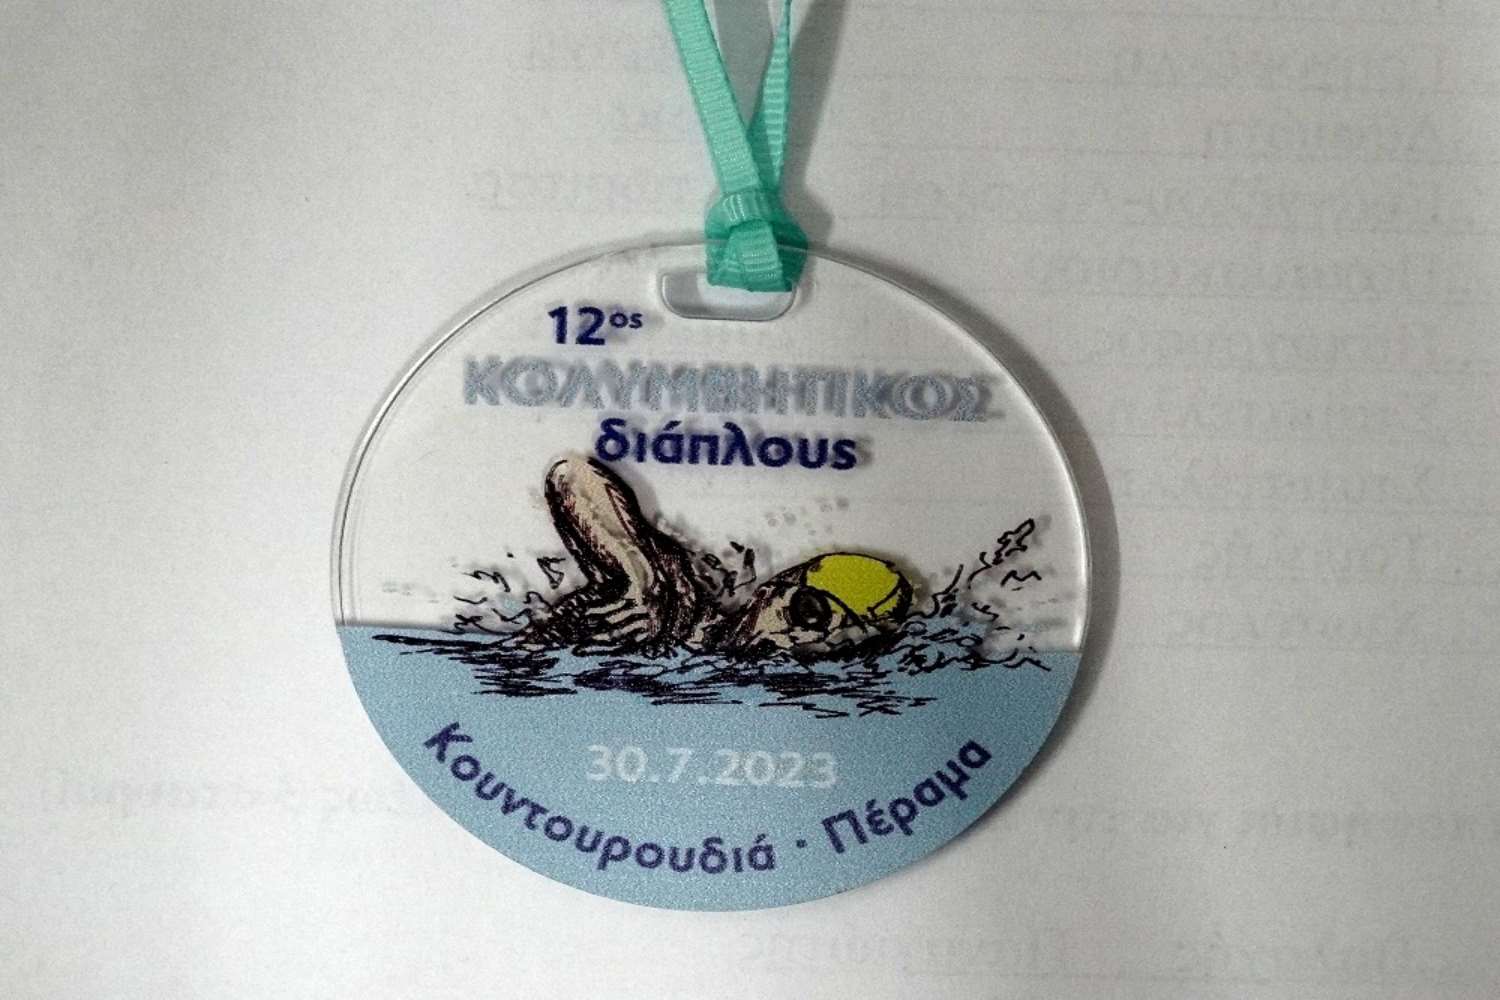 12ος
ΚΟΛΥΜΒΗΤΙΚΟΣ
διάπλους
30.7.2023
Κουντουρουδιά · Πέραμα